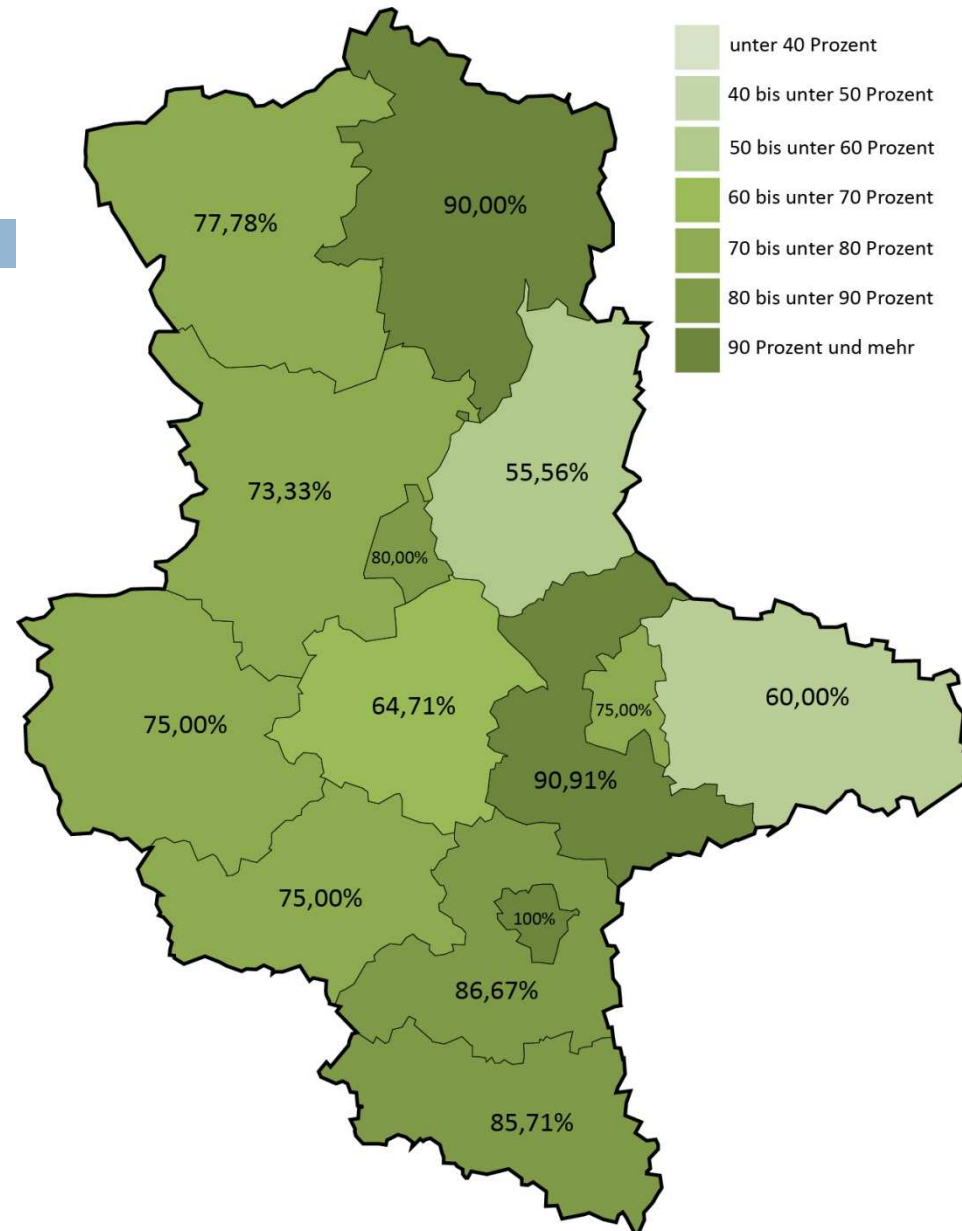 unter 40 Prozent
40 bis unter 50 Prozent
50 bis unter 60 Prozent
60 bis unter 70 Prozent
70 bis unter 80 Prozent
80 bis unter 90 Prozent
90 Prozent und mehr
77,78%
90,00%
73,33%
55,56%
80,00%
75,00%
64,71%
75,00%
60,00%
90,91%
75,00%
100%
86,67%
85,71%